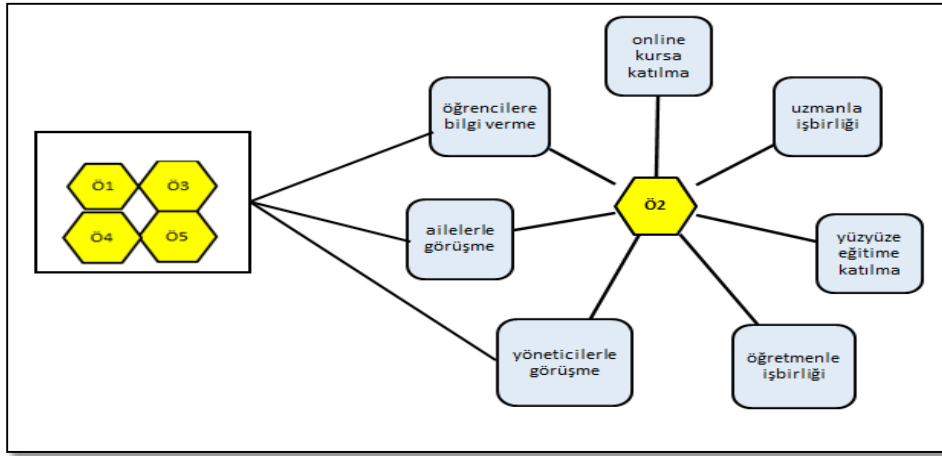 online
kursa
katılma
öğrencilere
bilgi verme
uzmanla
işbirliği
Ö1
Ö3
Ö4
Ö5
Ö2
ailelerle
görüşme
yüzyüze
eğitime
katılma
yöneticilerle
görüşme
öğretmenle
işbirliği